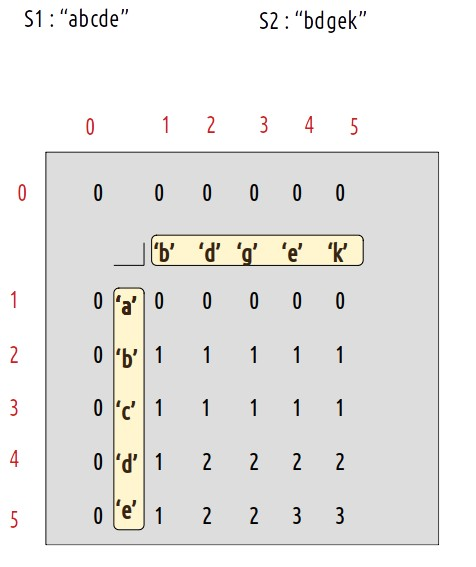 S1 : “abcde” S2 : “bdgek”
0 1 2 3 4 5
0 0 0 0 0 0 0
‘b’ ‘d’ ‘g’ ‘e’ ‘k’
1 0 ‘a’ 0 0 0 0 0
2 0 ‘b’ 1 1 1 1 1
3 0 ‘c’ 1 1 1 1 1
4 0 ‘d’ 1 2 2 2 2
5 0 ‘e’ 1 2 2 3 3